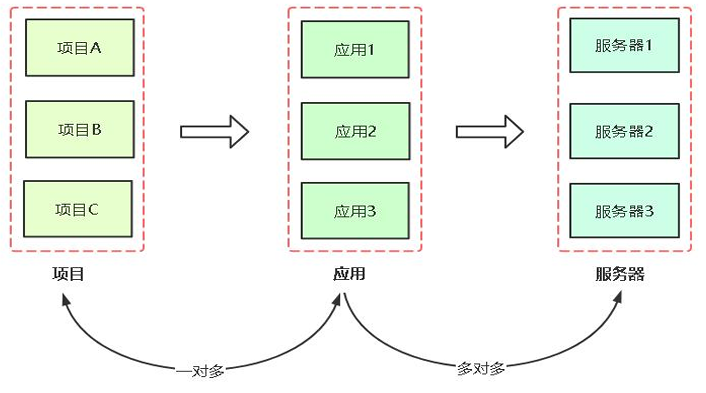 项目A
项目B
项目C
项目
应用1
应用2
应用3
应用
服务器1
服务器2
服务器3
服务器
一对多
多对多